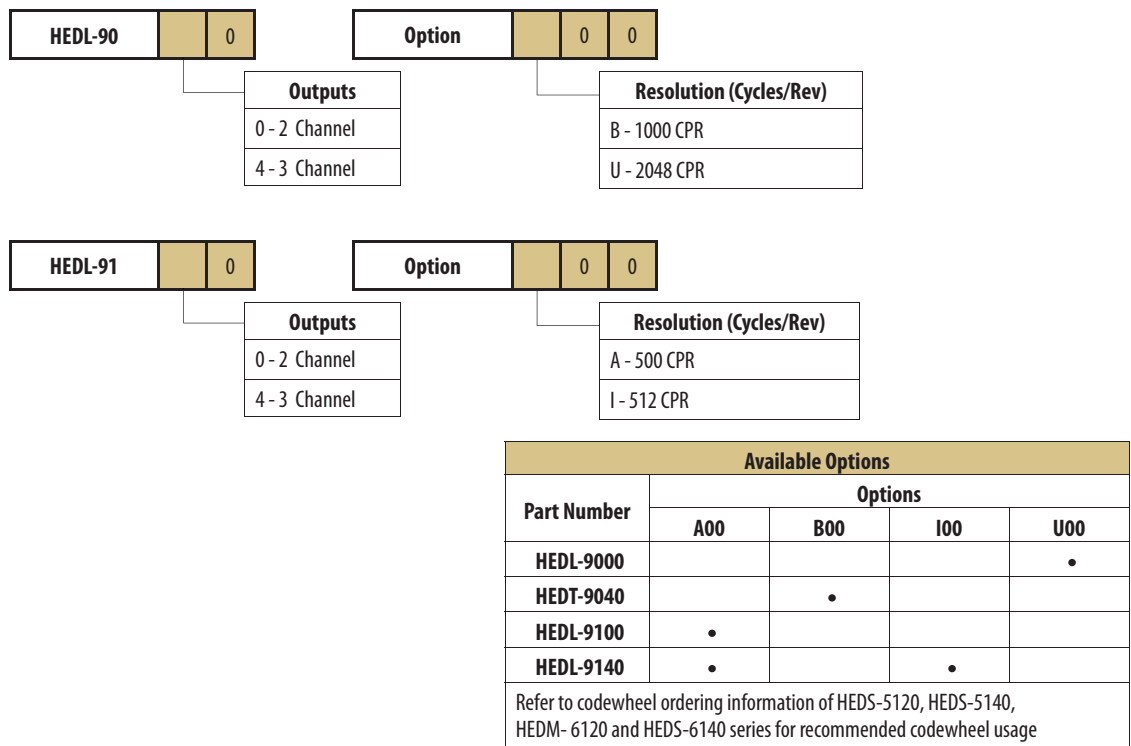 HEDL-90 0 Option 0 0
Outputs Resolution (Cycles/Rev)
0 - 2 Channel B - 1000 CPR
4 - 3 Channel U - 2048 CPR
HEDL-91 0 Option 0 0
Outputs Resolution (Cycles/Rev)
0 - 2 Channel A - 500 CPR
4 - 3 Channel I - 512 CPR
Available Options
Part Number Options
A00 B00 I00 U00
HEDL-9000 •
HEDT-9040 •
HEDL-9100 •
HEDL-9140 • •
Refer to codewheel ordering information of HEDS-5120, HEDS-5140,
HEDM- 6120 and HEDS-6140 series for recommended codewheel usage